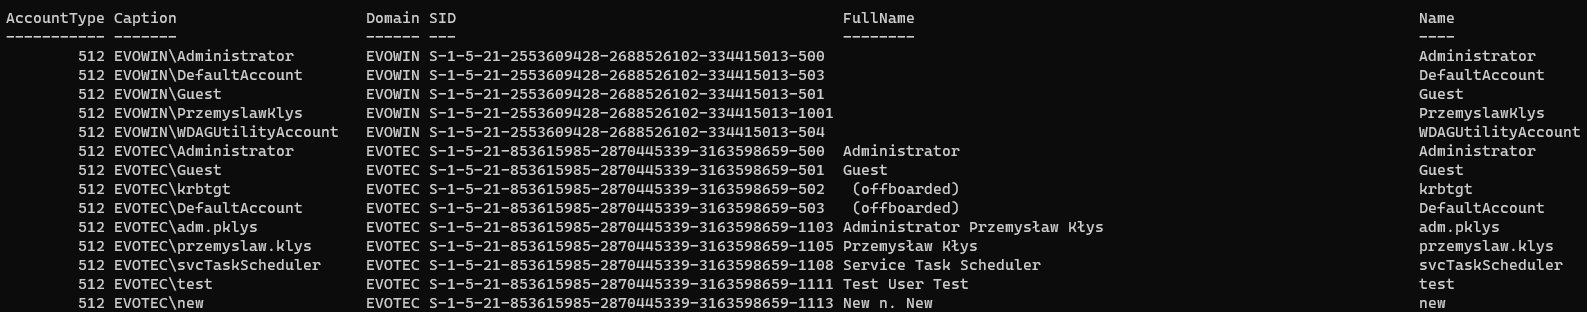 AccountType Caption Domain SID FullName Name
----------- ------- ------ --- -------- ----
512 EVOWIN\Administrator EVOWIN S-1-5-21-2553609428-2688526102-334415013-500 Administrator
512 EVOWIN\DefaultAccount EVOWIN S-1-5-21-2553609428-2688526102-334415013-503 DefaultAccount
512 EVOWIN\Guest EVOWIN S-1-5-21-2553609428-2688526102-334415013-501 Guest
512 EVOWIN\PrzemyslawKlys EVOWIN S-1-5-21-2553609428-2688526102-334415013-1001 PrzemyslawKlys
512 EVOWIN\WDAGUtilityAccount EVOWIN S-1-5-21-2553609428-2688526102-334415013-504 WDAGUtilityAccount
512 EVOTEC\Administrator EVOTEC S-1-5-21-853615985-2870445339-3163598659-500 Administrator Administrator
512 EVOTEC\Guest EVOTEC S-1-5-21-853615985-2870445339-3163598659-501 Guest Guest
512 EVOTEC\krbtgt EVOTEC S-1-5-21-853615985-2870445339-3163598659-502 (offboarded) krbtgt
512 EVOTEC\DefaultAccount EVOTEC S-1-5-21-853615985-2870445339-3163598659-503 (offboarded) DefaultAccount
512 EVOTEC\adm.pklys EVOTEC S-1-5-21-853615985-2870445339-3163598659-1103 Administrator Przemysław Kłys adm.pklys
512 EVOTEC\przemyslaw.klys EVOTEC S-1-5-21-853615985-2870445339-3163598659-1105 Przemysław Kłys przemyslaw.klys
512 EVOTEC\svcTaskScheduler EVOTEC S-1-5-21-853615985-2870445339-3163598659-1108 Service Task Scheduler svcTaskScheduler
512 EVOTEC\test EVOTEC S-1-5-21-853615985-2870445339-3163598659-1111 Test User Test test
512 EVOTEC\new EVOTEC S-1-5-21-853615985-2870445339-3163598659-1113 New n. New new